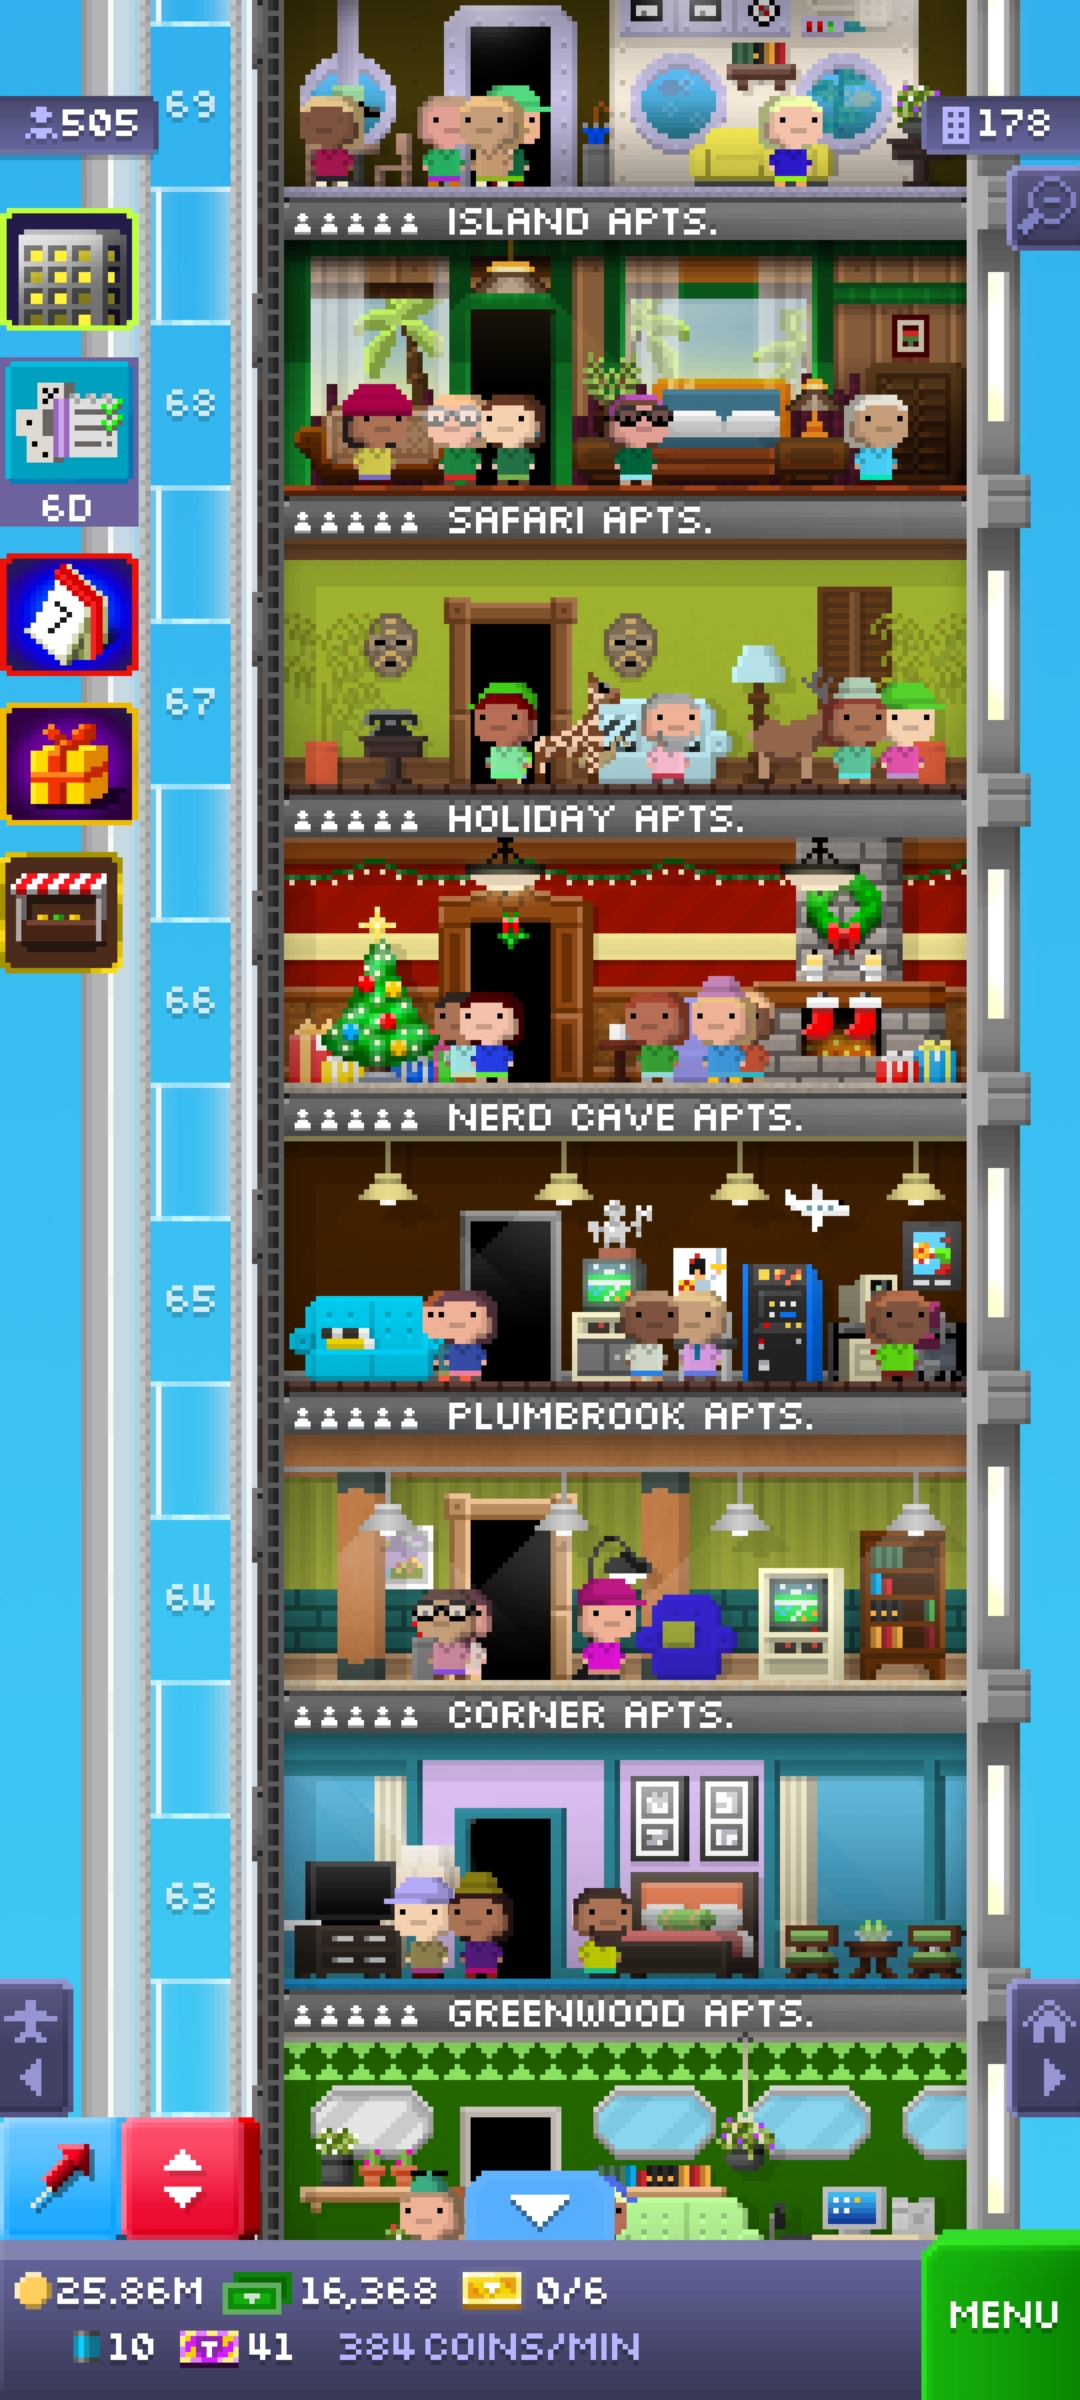 69
505
178
ISLAND APTS.
68
6D
SAFARI APTS.
7
67
HOLIDAY APTS.
66
NERD CAVE APTS.
65
PLUMBROOK APTS.
64
CORNER APTS.
63
GREENWOOD APTS.
25.86M 16,368 0/6
MENU
10 T 41 384 COINS/MIN